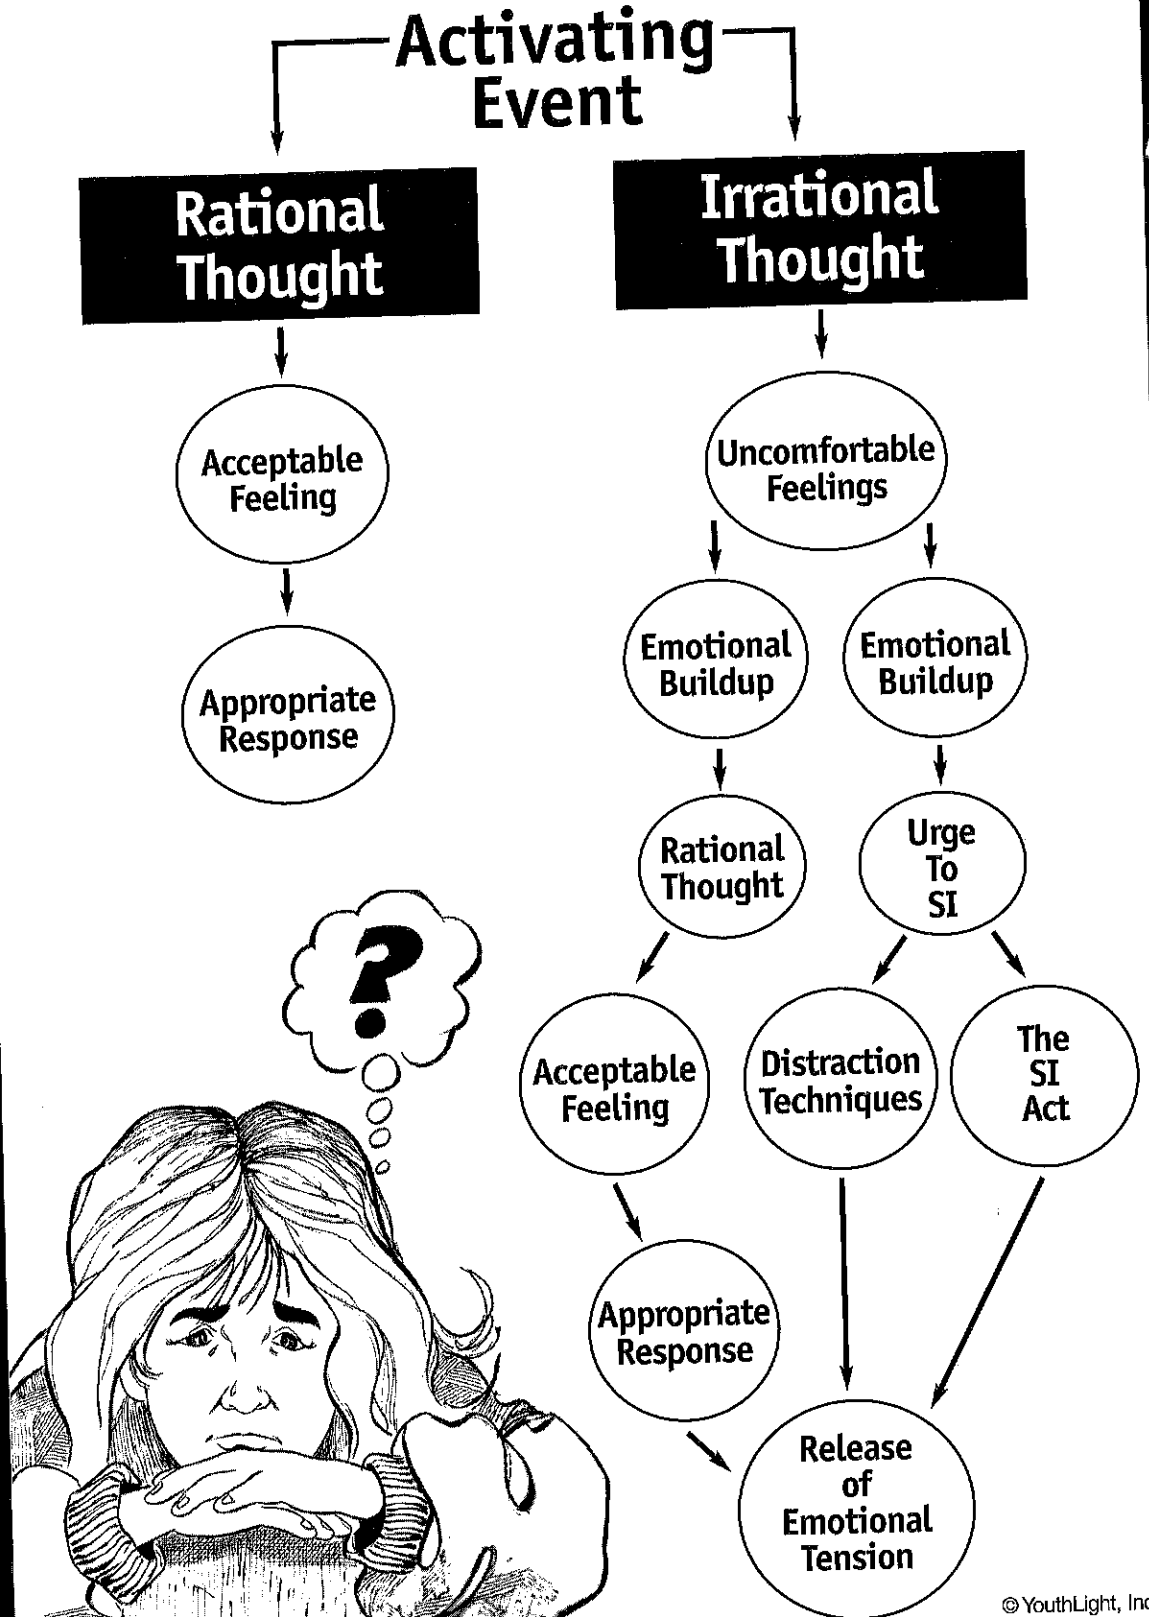 Activating
Event
Rational
Thought
Irrational
Thought
Acceptable
Feeling
Appropriate
Response
Uncomfortable
Feelings
Emotional
Buildup
Emotional
Buildup
Rational
Thought
Urge
To
SI
?
Acceptable
Feeling
Distraction
Techniques
The
SI
Act
Appropriate
Response
Release
of
Emotional
Tension
© YouthLight, Inc